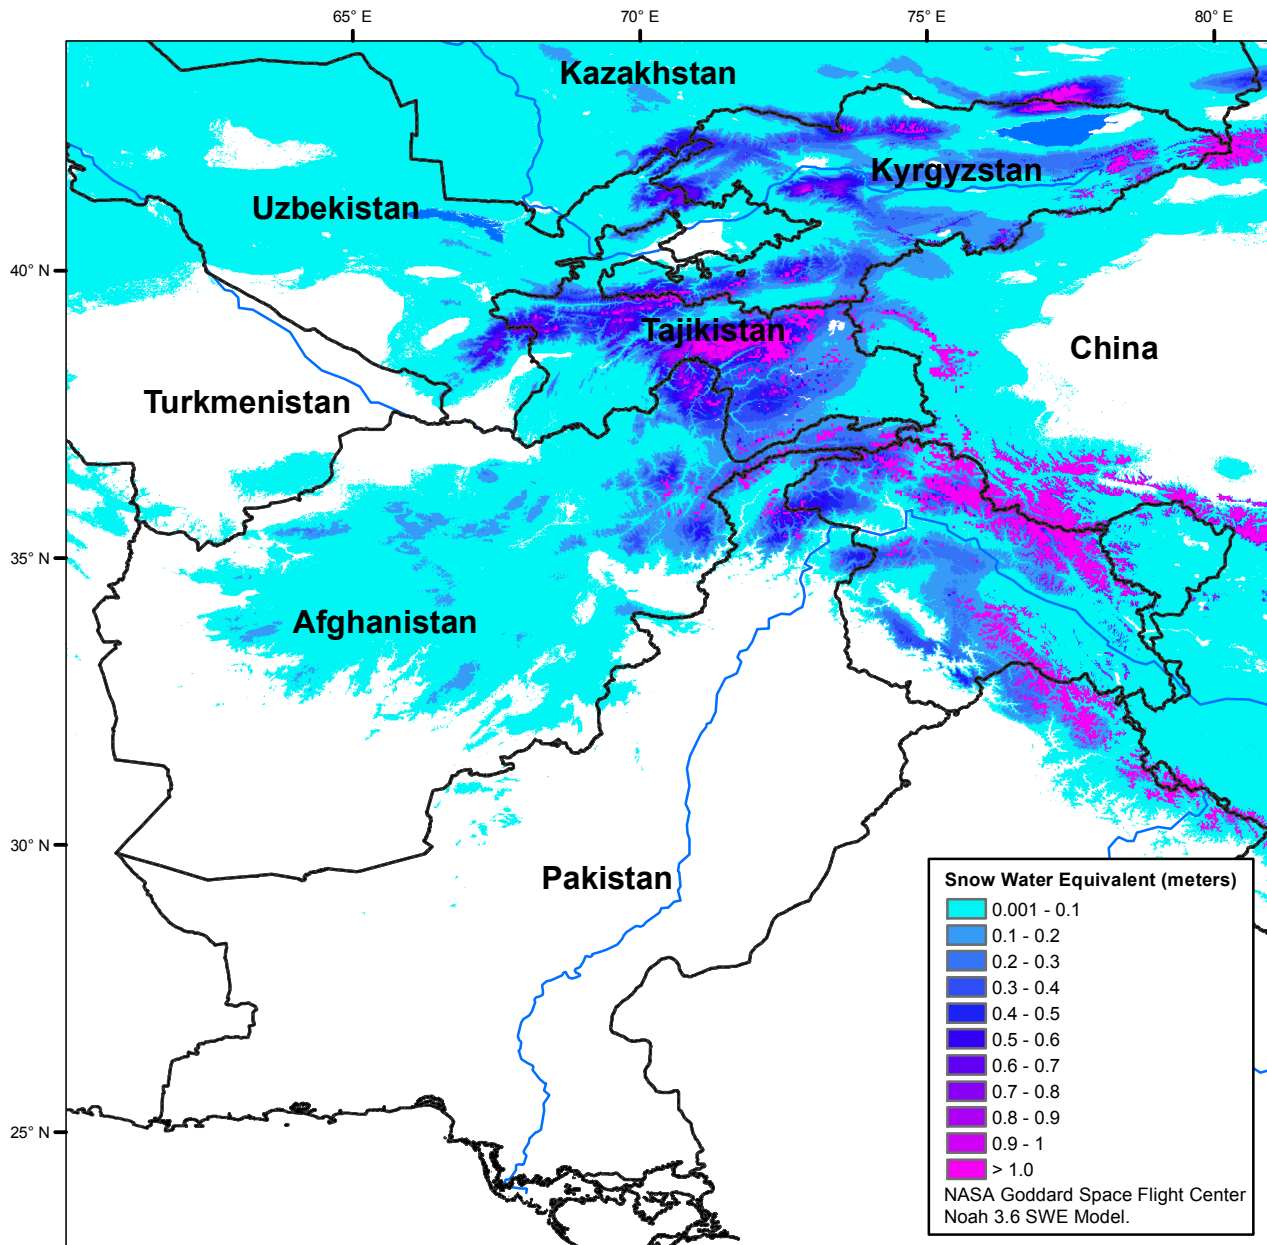 65° E
70° E
75° E
80° E
Kazakhstan
Kyrgyzstan
Uzbekistan
40° N
Tajikistan
China
Turkmenistan
35° N
Afghanistan
30° N
Pakistan
25° N
Snow Water Equivalent (meters)
0.001 - 0.1
0.1 - 0.2
0.2 - 0.3
0.3 - 0.4
0.4 - 0.5
0.5 - 0.6
0.6 - 0.7
0.7 - 0.8
0.8 - 0.9
0.9 - 1
> 1.0
NASA Goddard Space Flight Center
Noah 3.6 SWE Model.